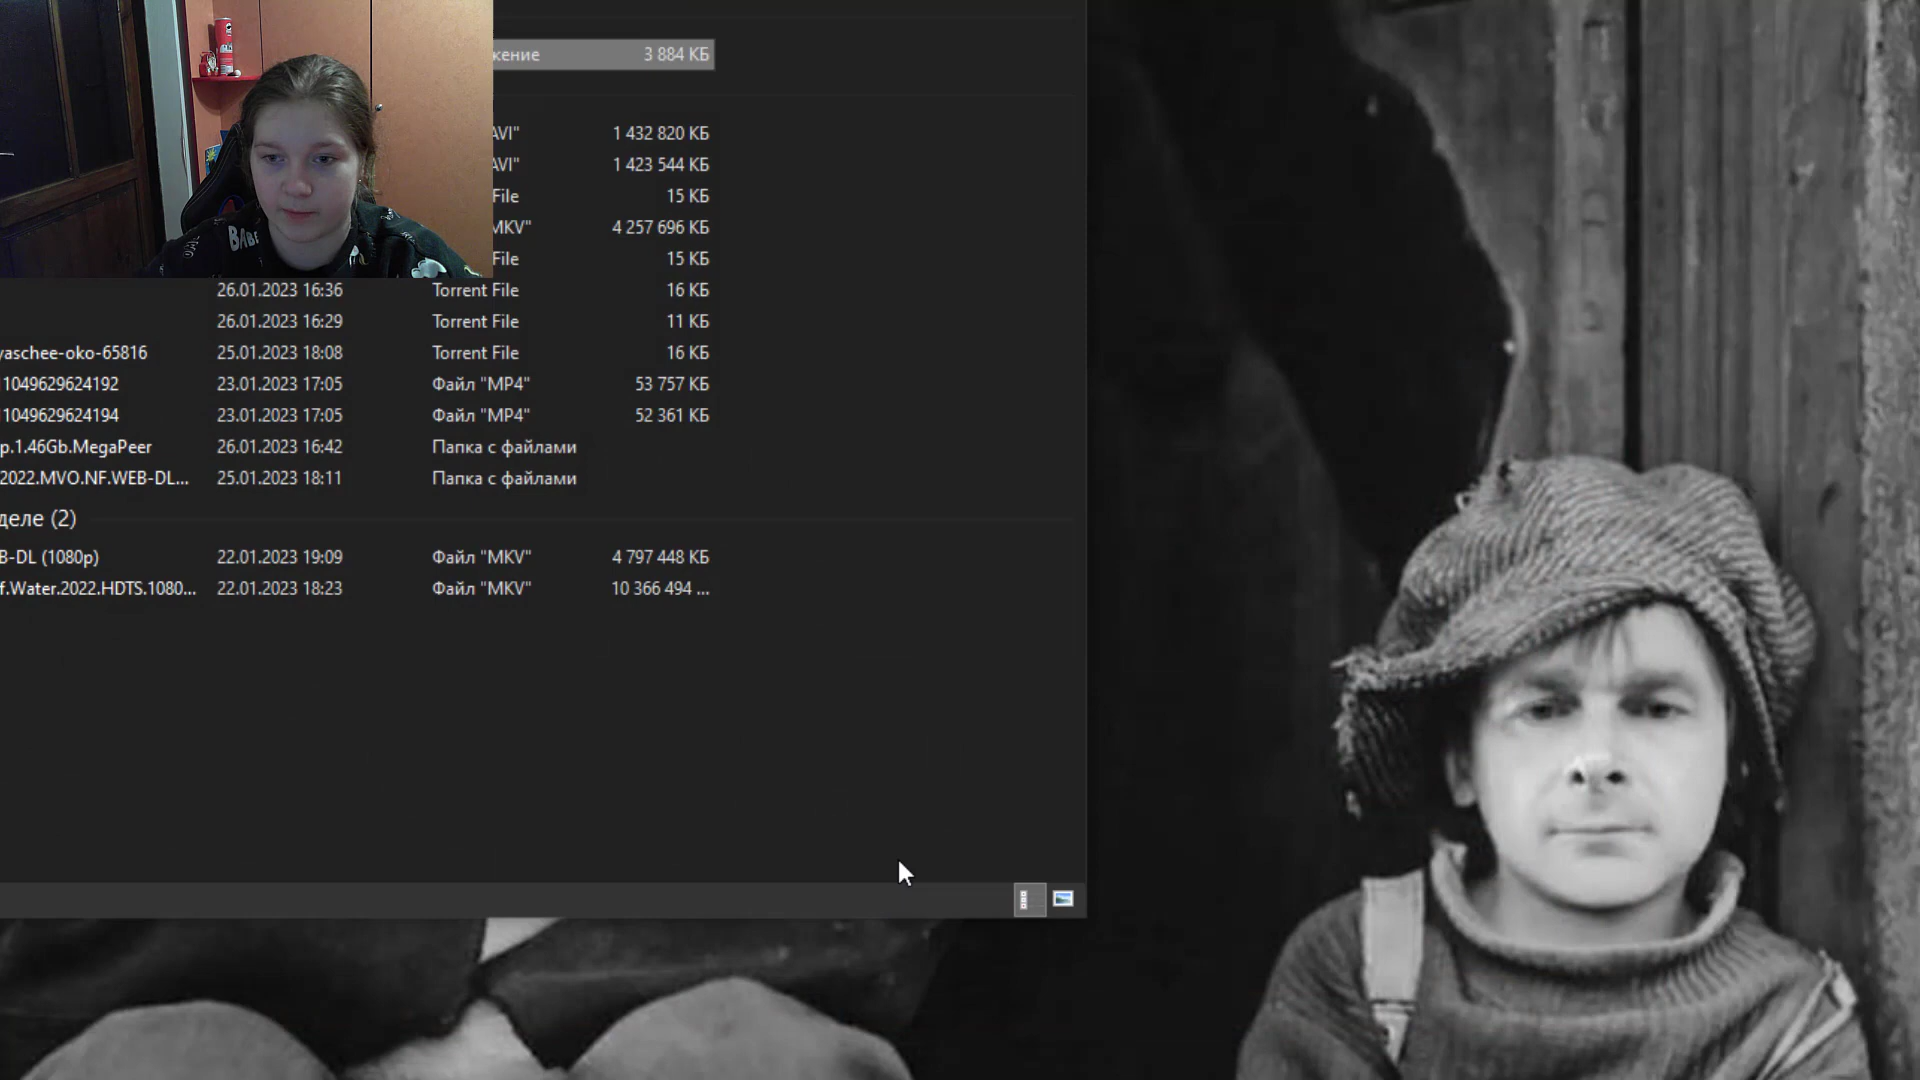 жение 3 884 КБ
AVI" 1 432 820 КБ
AVI" 1 423 544 КБ
File 15 КБ
MKV" 4 257 696 КБ
File 15 КБ
26.01.2023 16:36 Torrent File 16 КБ
26.01.2023 16:29 Torrent File 11 КБ
yaschee-oko-65816 25.01.2023 18:08 Torrent File 16 КБ
11049629624192 23.01.2023 17:05 Файл "MP4" 53 757 КБ
11049629624194 23.01.2023 17:05 Файл "MP4" 52 361 КБ
p.1.46Gb.MegaPeer 26.01.2023 16:42 Папка с файлами
2022.MVO.NF.WEB-DL... 25.01.2023 18:11 Папка с файлами
деле (2)
B-DL (1080p) 22.01.2023 19:09 Файл "MKV" 4 797 448 КБ
f.Water.2022.HDTS.1080... 22.01.2023 18:23 Файл "MKV" 10 366 494 ...
BABE